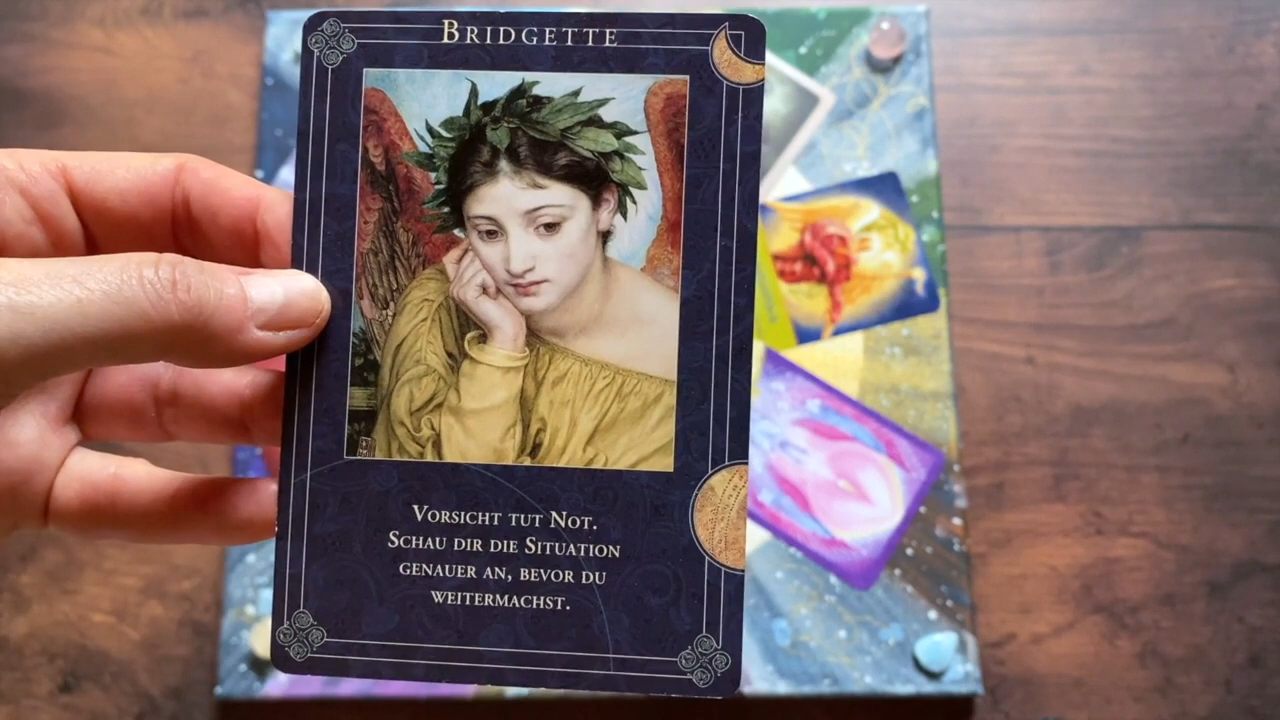 BRIDGETTE
VORSICHT TUT NOT.
SCHAU DIR DIE SITUATION
GENAUER AN, BEVOR DU
WEITERMACHST.